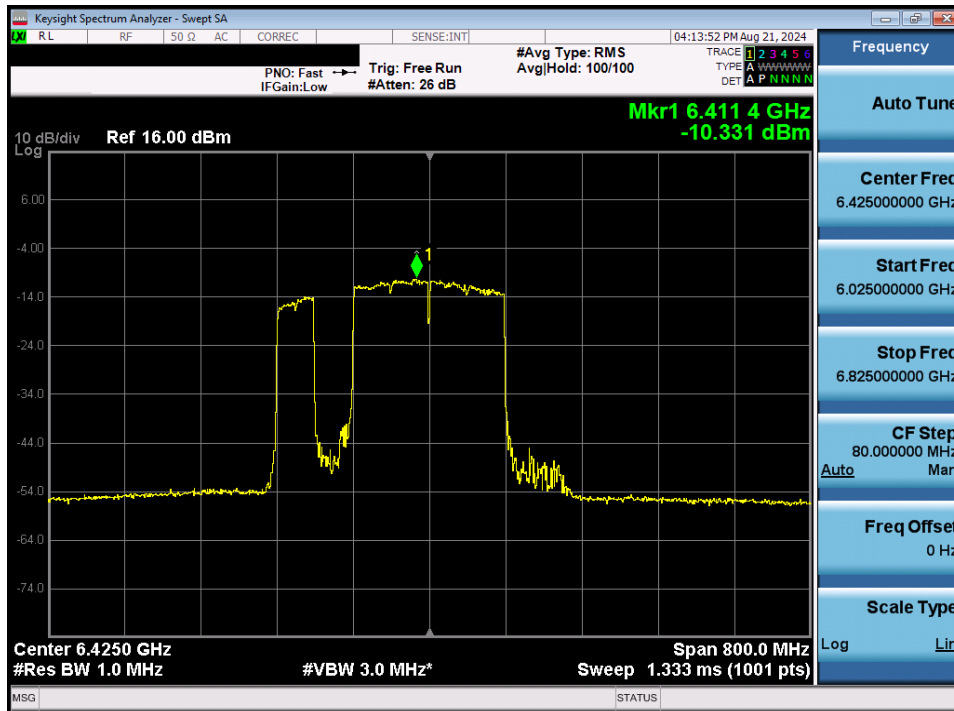 Keysight Spectrum Analyzer - Swept SA
LXI RL RF 50 Ω AC CORREC SENSE:INT 04:13:52 PM Aug 21, 2024
PNO: Fast
IFGain:Low
Trig: Free Run
#Atten: 26 dB
#Avg Type: RMS
Avg|Hold: 100/100
TRACE 1 2 3 4 5 6
TYPE A WWWWW
DET A P N N N N
Mkr1 6.411 4 GHz
-10.331 dBm
10 dB/div
Log
Ref 16.00 dBm
1
6.00
-4.00
-14.0
-24.0
-34.0
-44.0
-54.0
-64.0
-74.0
Center 6.4250 GHz
#Res BW 1.0 MHz
#VBW 3.0 MHz*
Span 800.0 MHz
Sweep 1.333 ms (1001 pts)
Frequency
Auto Tune
Center Freq
6.425000000 GHz
Start Freq
6.025000000 GHz
Stop Freq
6.825000000 GHz
CF Step
80.000000 MHz
Auto Man
Freq Offset
0 Hz
Scale Type
Log Lin
MSG STATUS